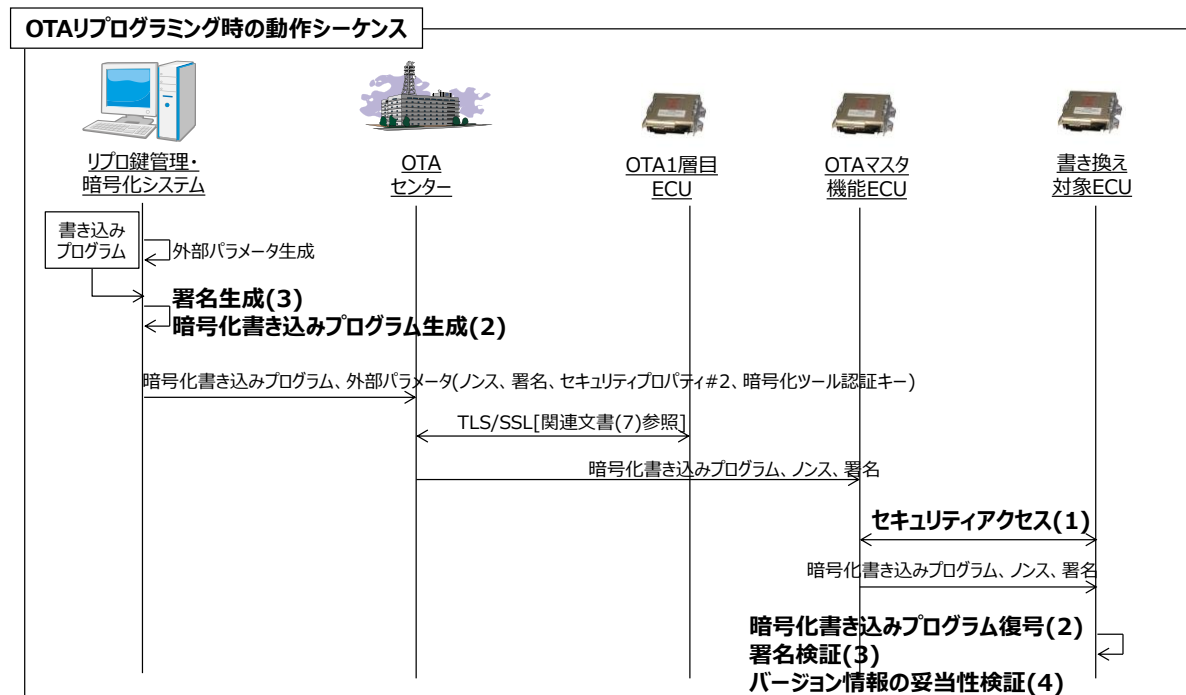 OTAリプログラミング時の動作シーケンス
リプロ鍵管理・
暗号化システム
OTA
センター
OTA1層目
ECU
OTAマスタ
機能ECU
書き換え
対象ECU
書き込み
プログラム
外部パラメータ生成
署名生成(3)
暗号化書き込みプログラム生成(2)
暗号化書き込みプログラム、外部パラメータ(ノンス、署名、セキュリティプロパティ#2、暗号化ツール認証キー)
TLS/SSL[関連文書(7)参照]
暗号化書き込みプログラム、ノンス、署名
セキュリティアクセス(1)
暗号化書き込みプログラム、ノンス、署名
暗号化書き込みプログラム復号(2)
署名検証(3)
バージョン情報の妥当性検証(4)